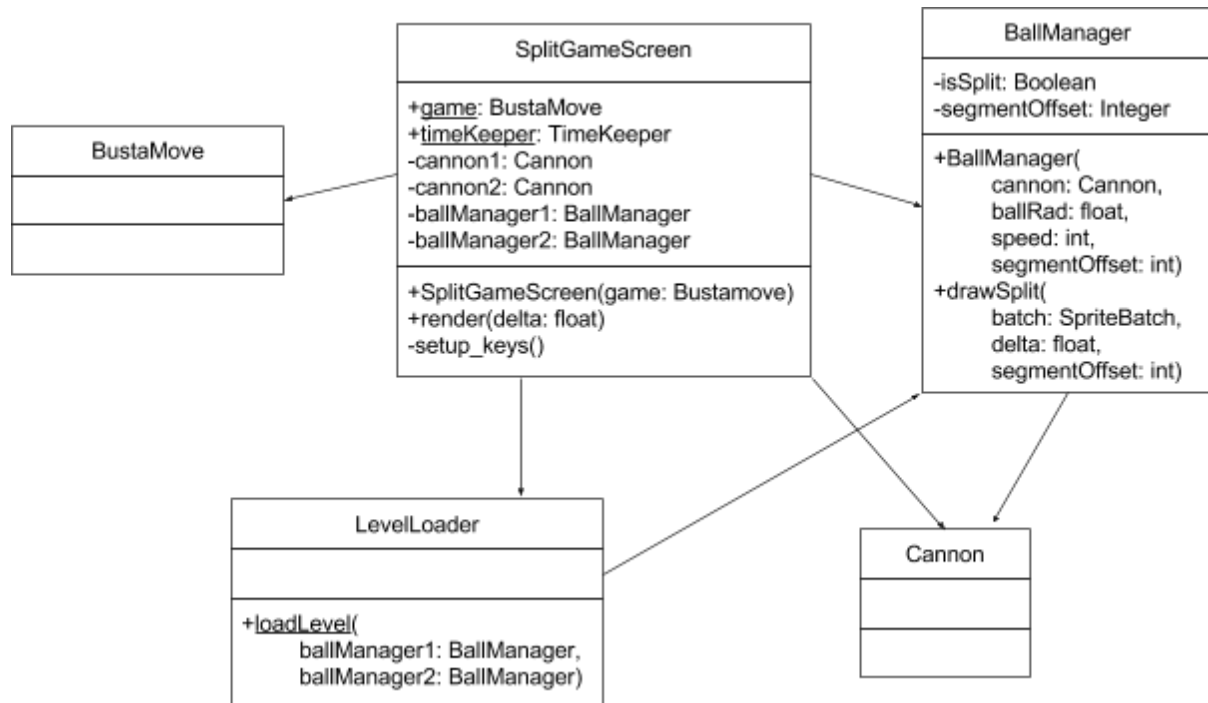 SplitGameScreen
+game: BustaMove
+timeKeeper: TimeKeeper
-cannon1: Cannon
-cannon2: Cannon
-ballManager1: BallManager
-ballManager2: BallManager
+SplitGameScreen(game: Bustamove)
+render(delta: float)
-setup_keys()
BallManager
-isSplit: Boolean
-segmentOffset: Integer
+BallManager(
cannon: Cannon,
ballRad: float,
speed: int,
segmentOffset: int)
+drawSplit(
batch: SpriteBatch,
delta: float,
segmentOffset: int)
BustaMove
LevelLoader
+loadLevel(
ballManager1: BallManager,
ballManager2: BallManager)
Cannon